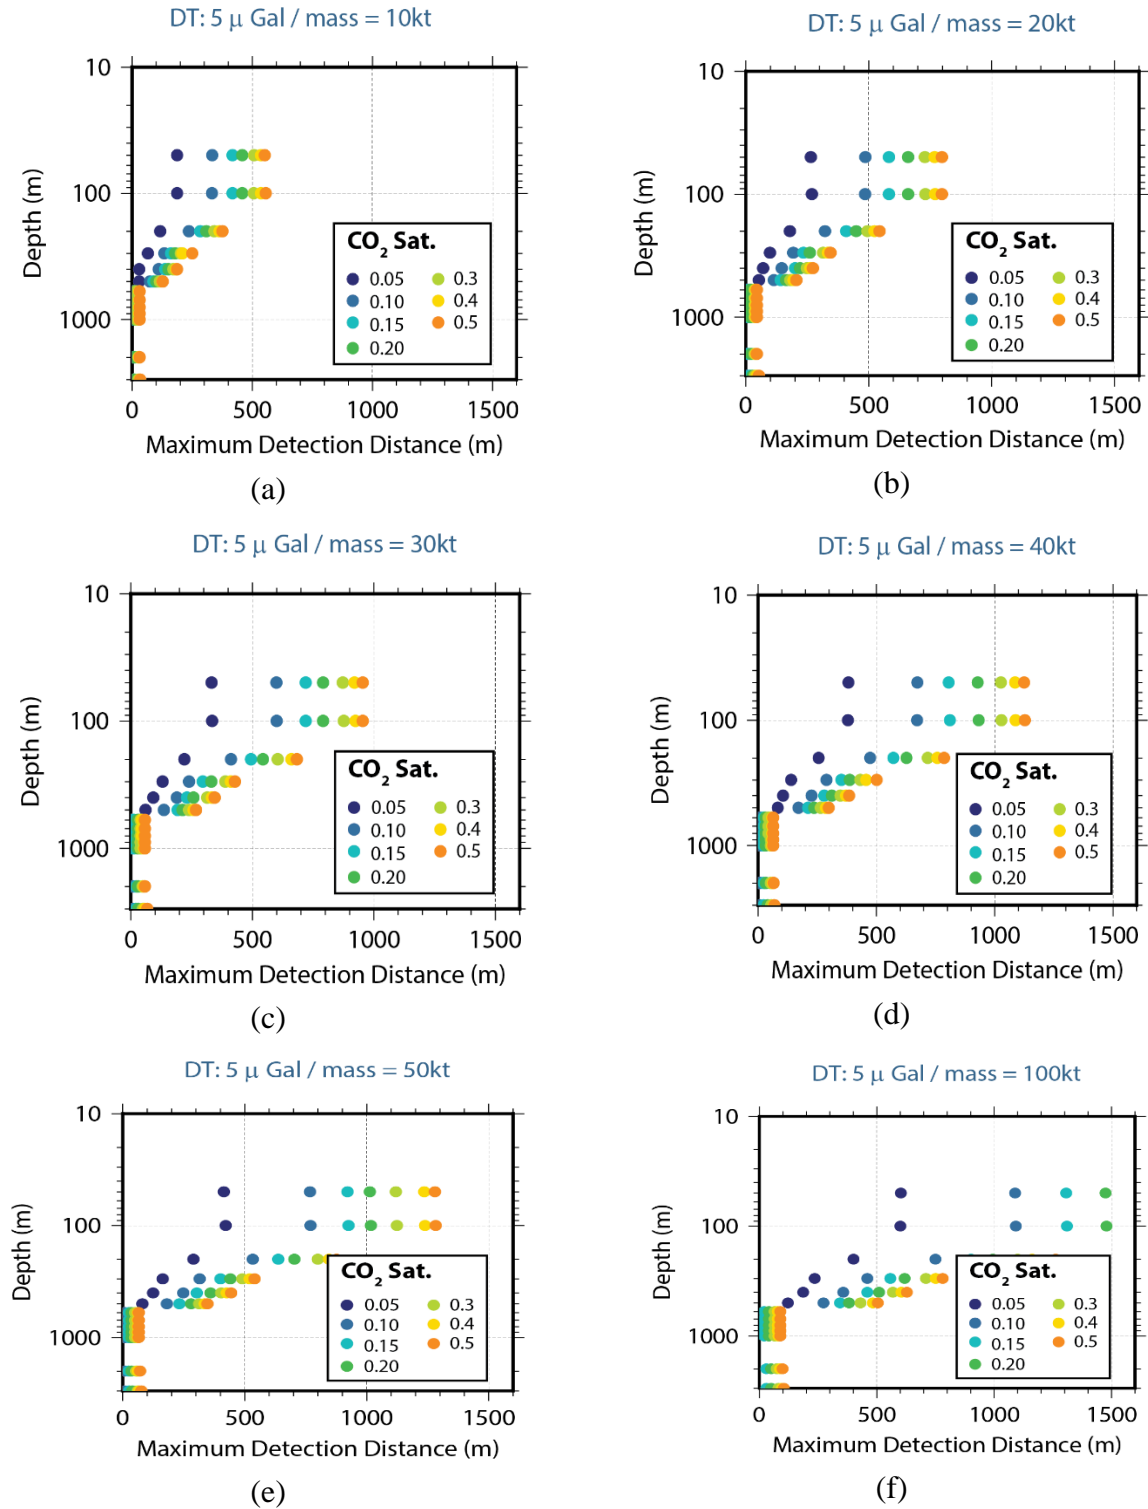 DT: 5 μ Gal / mass = 10kt
10
100
1000
Depth (m)
CO2 Sat.
0.05 0.3
0.10 0.4
0.15 0.5
0.20
0 500 1000 1500
Maximum Detection Distance (m)
(a)
DT: 5 μ Gal / mass = 20kt
10
100
1000
Depth (m)
CO2 Sat.
0.05 0.3
0.10 0.4
0.15 0.5
0.20
0 500 1000 1500
Maximum Detection Distance (m)
(b)
DT: 5 μ Gal / mass = 30kt
10
100
1000
Depth (m)
CO2 Sat.
0.05 0.3
0.10 0.4
0.15 0.5
0.20
0 500 1000 1500
Maximum Detection Distance (m)
(c)
DT: 5 μ Gal / mass = 40kt
10
100
1000
Depth (m)
CO2 Sat.
0.05 0.3
0.10 0.4
0.15 0.5
0.20
0 500 1000 1500
Maximum Detection Distance (m)
(d)
DT: 5 μ Gal / mass = 50kt
10
100
1000
Depth (m)
CO2 Sat.
0.05 0.3
0.10 0.4
0.15 0.5
0.20
0 500 1000 1500
Maximum Detection Distance (m)
(e)
DT: 5 μ Gal / mass = 100kt
10
100
1000
Depth (m)
CO2 Sat.
0.05 0.3
0.10 0.4
0.15 0.5
0.20
0 500 1000 1500
Maximum Detection Distance (m)
(f)